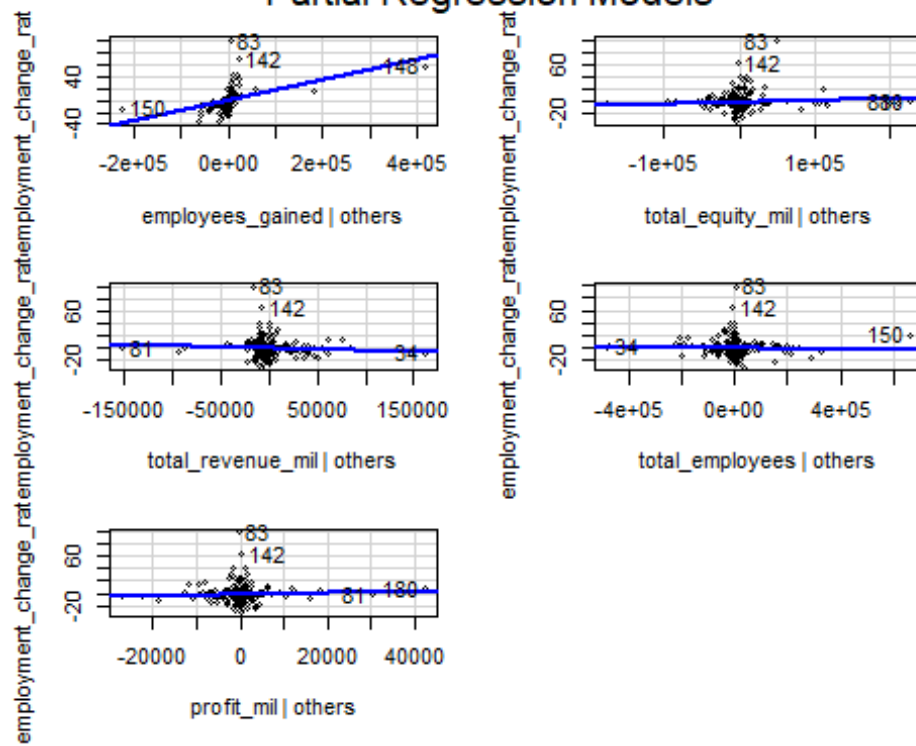 Partial Regression Models
employment_change_rat
40
-40
83
142
148
150
-2e+05 0e+00 2e+05 4e+05
employees_gained | others
employment_change_rat
60
-20
83
142
-1e+05 1e+05
total_equity_mil | others
employment_change_rat
60
-20
83
142
81
34
-150000 -50000 50000 150000
total_revenue_mil | others
employment_change_rat
60
-20
83
142
150
34
-4e+05 0e+00 4e+05
total_employees | others
employment_change_rat
60
-20
83
142
81
180
-20000 0 20000 40000
profit_mil | others